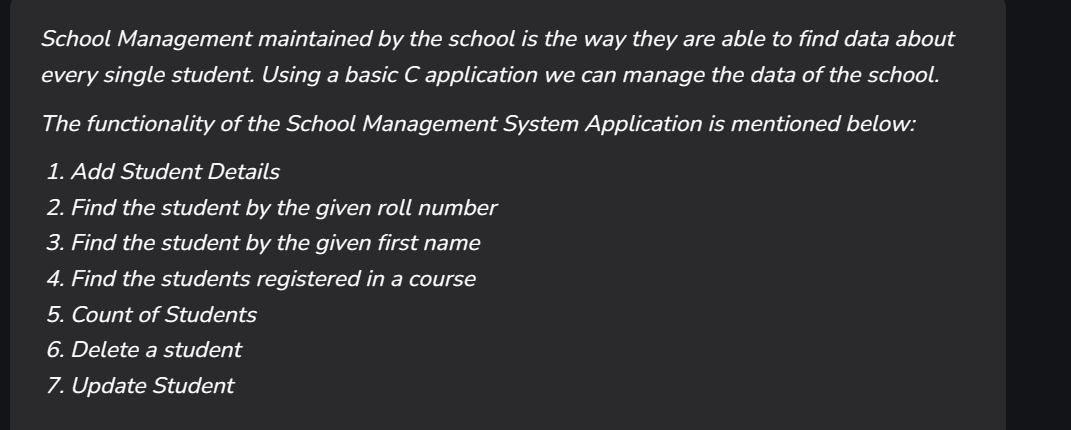 School Management maintained by the school is the way they are able to find data about
every single student. Using a basic C application we can manage the data of the school.
The functionality of the School Management System Application is mentioned below:
1. Add Student Details
2. Find the student by the given roll number
3. Find the student by the given first name
4. Find the students registered in a course
5. Count of Students
6. Delete a student
7. Update Student